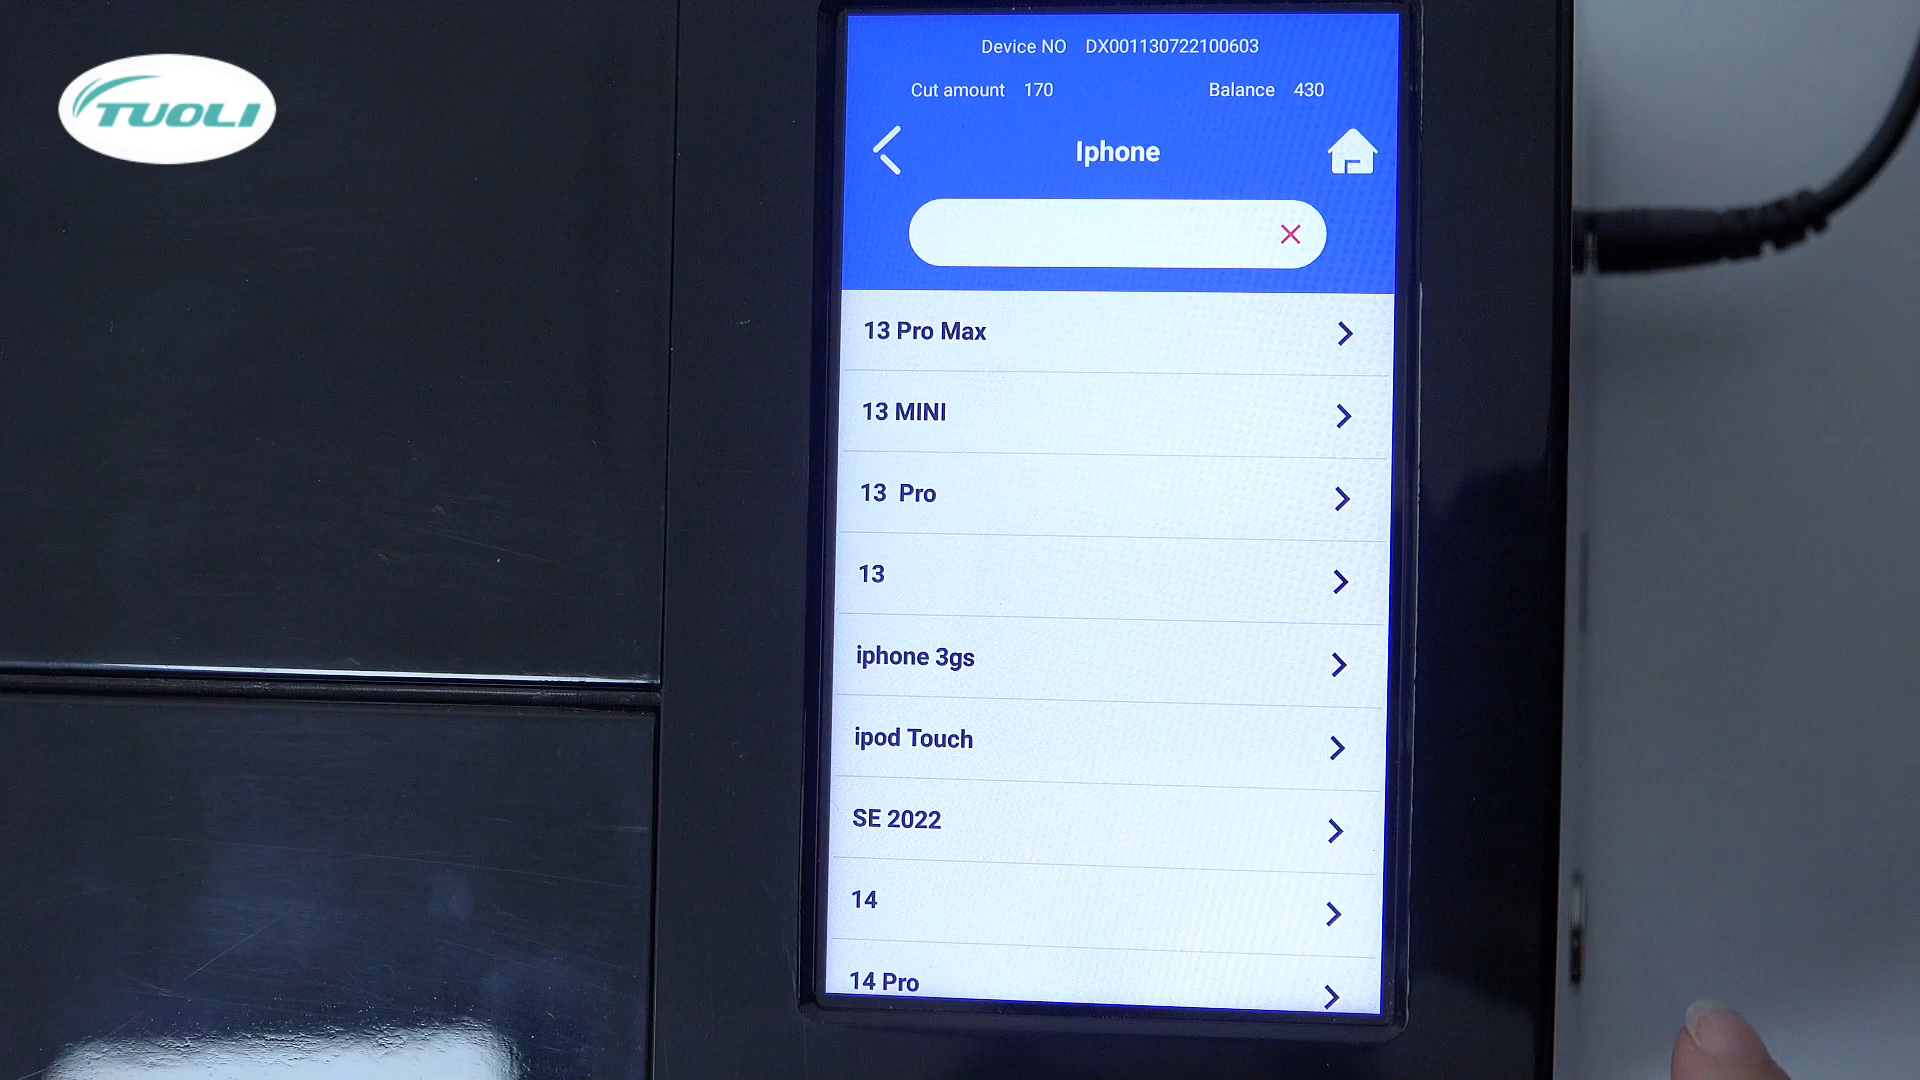 TUOLI
Device NO DX001130722100603
Cut amount 170 Balance 430
Iphone
13 Pro Max
13 MINI
13 Pro
13
iphone 3gs
ipod Touch
SE 2022
14
14 Pro